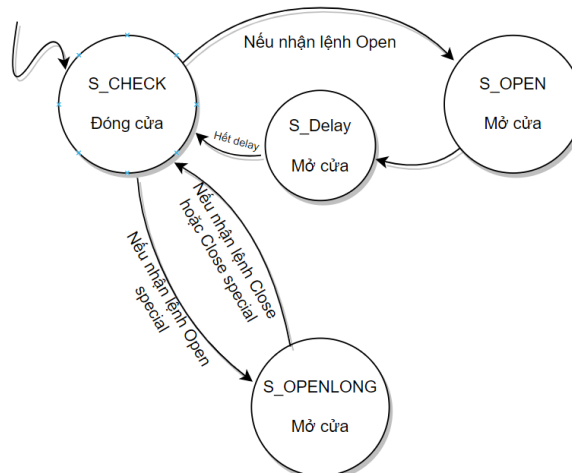 S_CHECK
Đóng cửa
Nếu nhận lệnh Open
S_OPEN
Mở cửa
S_Delay
Mở cửa
Hết delay
Nếu nhận lệnh Close
hoặc Close special
Nếu nhận lệnh Open
special
S_OPENLONG
Mở cửa